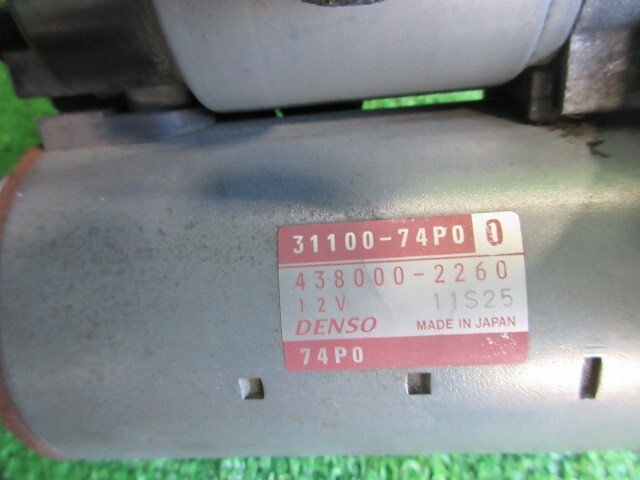 31100-74P0 0
438000-2260
12V 11S25
DENSO MADE IN JAPAN
74P0